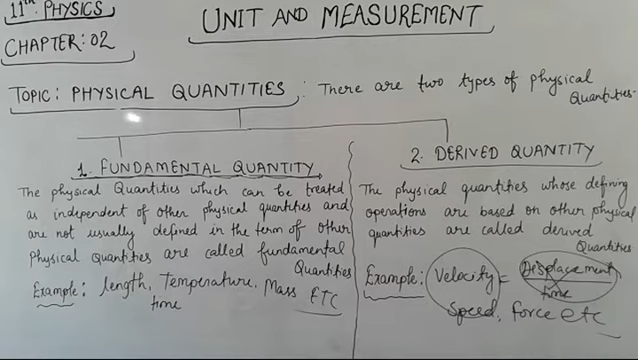 11th PHYSICS
UNIT AND MEASUREMENT
CHAPTER: 02
TOPIC: PHYSICAL QUANTITIES : There are two types of physical
Quantities.
1. FUNDAMENTAL QUANTITY
The physical Quantities which can be treated
as independent of other physical quantities and
are not usually defined in the term of other
Physical Quantities are called fundamental
Quantities
Example: length, Temperature, Mass ETC
time
2. DERIVED QUANTITY
The physical quantities whose defining
operations are based on other physical
quantities are called derived
Quantities
Example: Velocity = Displacement
time
Speed, Force etc